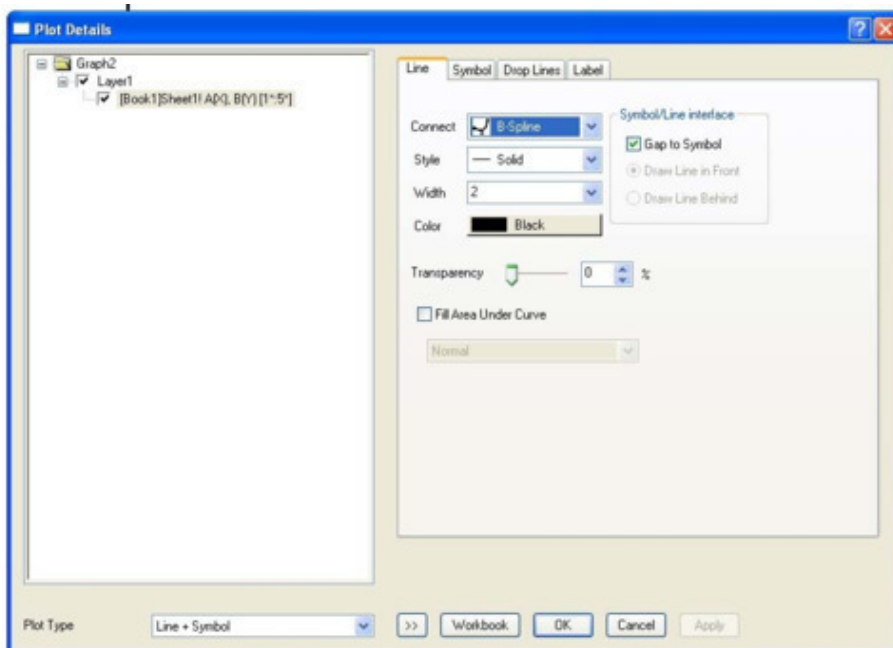 Plot Details
Graph2
Layer1
[Book1]Sheet1! A(X), B(Y) [1*:5*]
Line Symbol Drop Lines Label
Connect B-Spline
Style Solid
Width 2
Color Black
Symbol/Line interface
Gap to Symbol
Draw Line in Front
Draw Line Behind
Transparency 0 %
Fill Area Under Curve
Normal
Plot Type Line + Symbol >> Workbook OK Cancel Apply